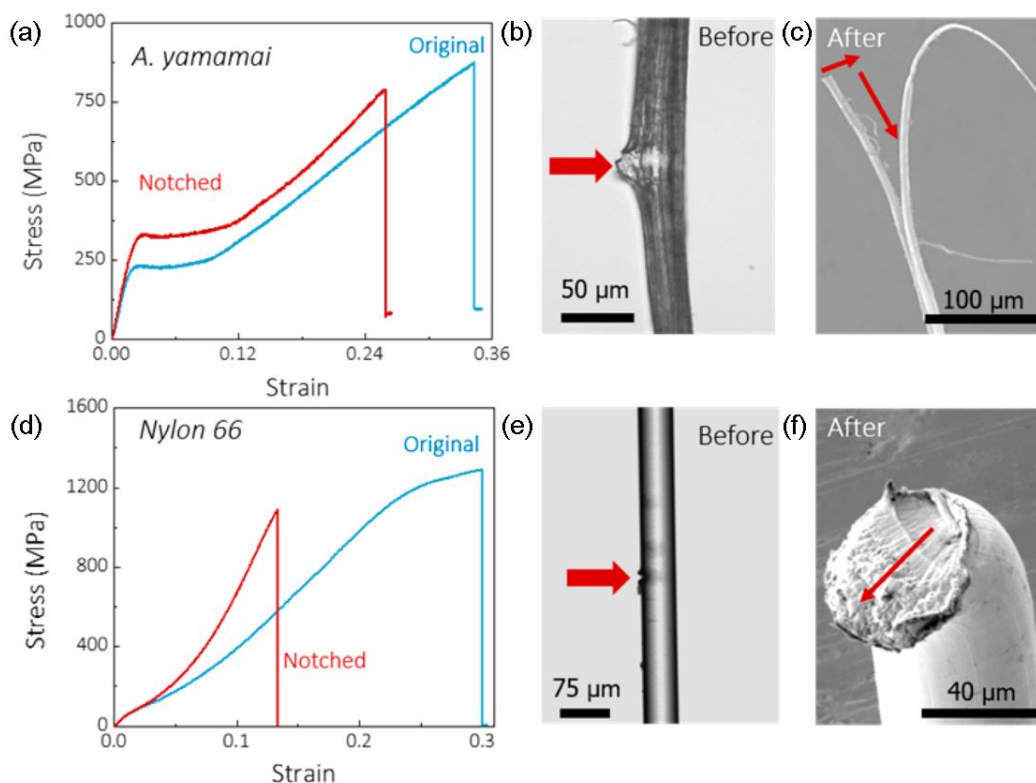 (a)
1000
750
500
250
0
0.00
0.12
0.24
0.36
Stress (MPa)
Strain
A. yamamai
Original
Notched
(b)
Before
50 µm
(c)
After
100 µm
(d)
1600
1200
800
400
0
0.0
0.1
0.2
0.3
Stress (MPa)
Strain
Nylon 66
Original
Notched
(e)
Before
75 µm
(f)
After
40 µm